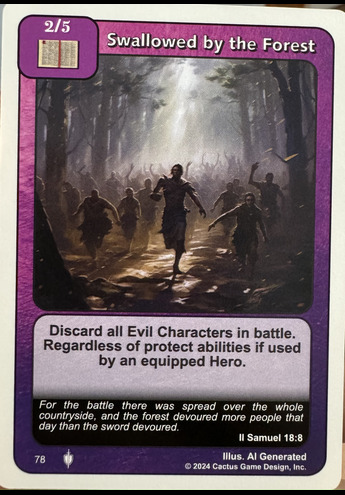 2/5
Swallowed by the Forest
Discard all Evil Characters in battle.
Regardless of protect abilities if used
by an equipped Hero.
For the battle there was spread over the whole
countryside, and the forest devoured more people that
day than the sword devoured.
II Samuel 18:8
78
Illus. AI Generated
© 2024 Cactus Game Design, Inc.